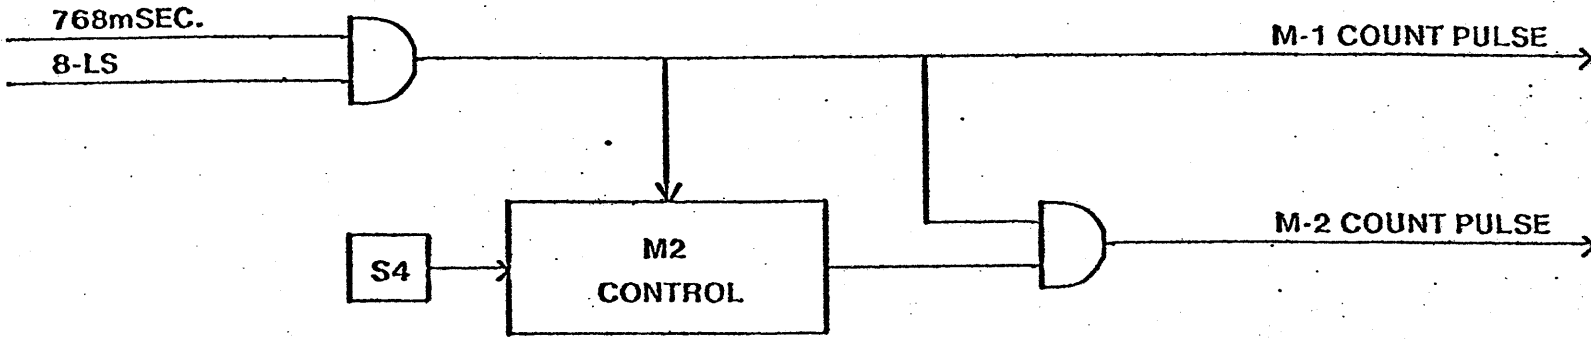 768mSEC.
8-LS
M-1 COUNT PULSE
M-2 COUNT PULSE
S4
M2
CONTROL